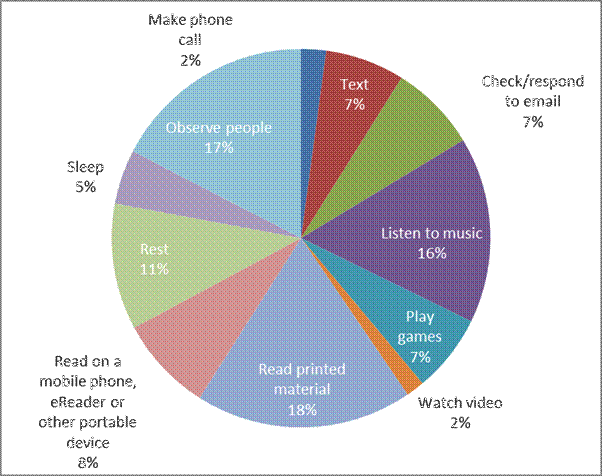 Make phone
call
2%
Text
7%
Check/respond
to email
7%
Listen to music
16%
Play
games
7%
Watch video
2%
Read printed
material
18%
Read on a
mobile phone,
eReader or
other portable
device
8%
Rest
11%
Sleep
5%
Observe people
17%